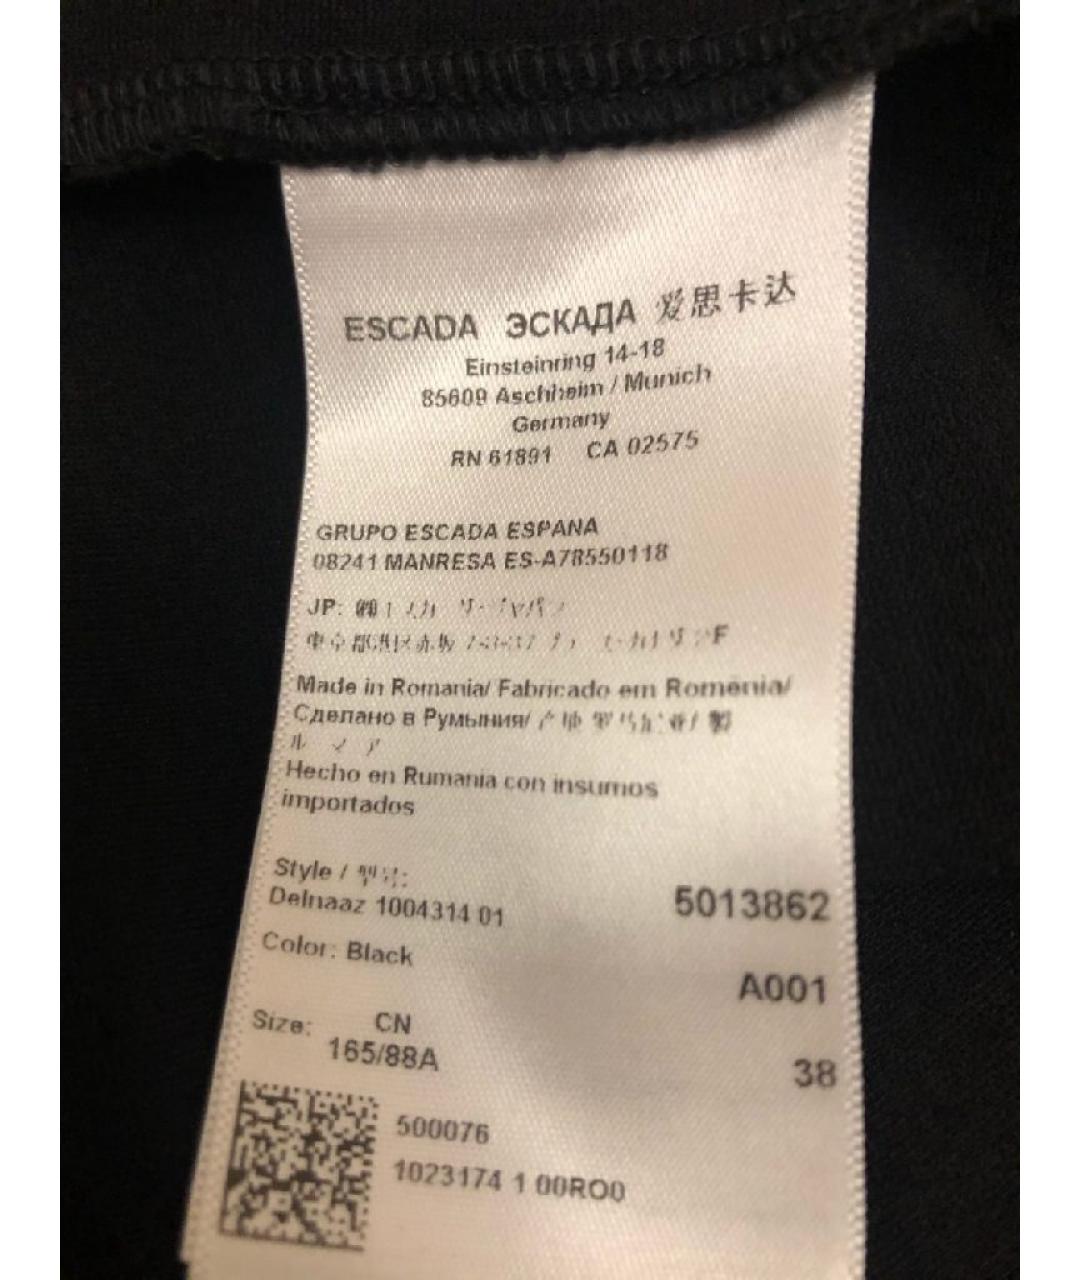 ESCADA ЭСКАДА 爱思卡达
Einsteinring 14-18
85609 Aschheim / Munich
Germany
RN 61891 CA 02575
GRUPO ESCADA ESPANA
08241 MANRESA ES-A78550118
JP:
Made in Romania/ Fabricado em Romênia/
Сделано в Румыния/
Hecho en Rumania con insumos
importados
Style /
Delnaaz 1004314 01 5013862
Color: Black
A001
Size: CN
165/88A 38
500076
1023174 1 00RO0